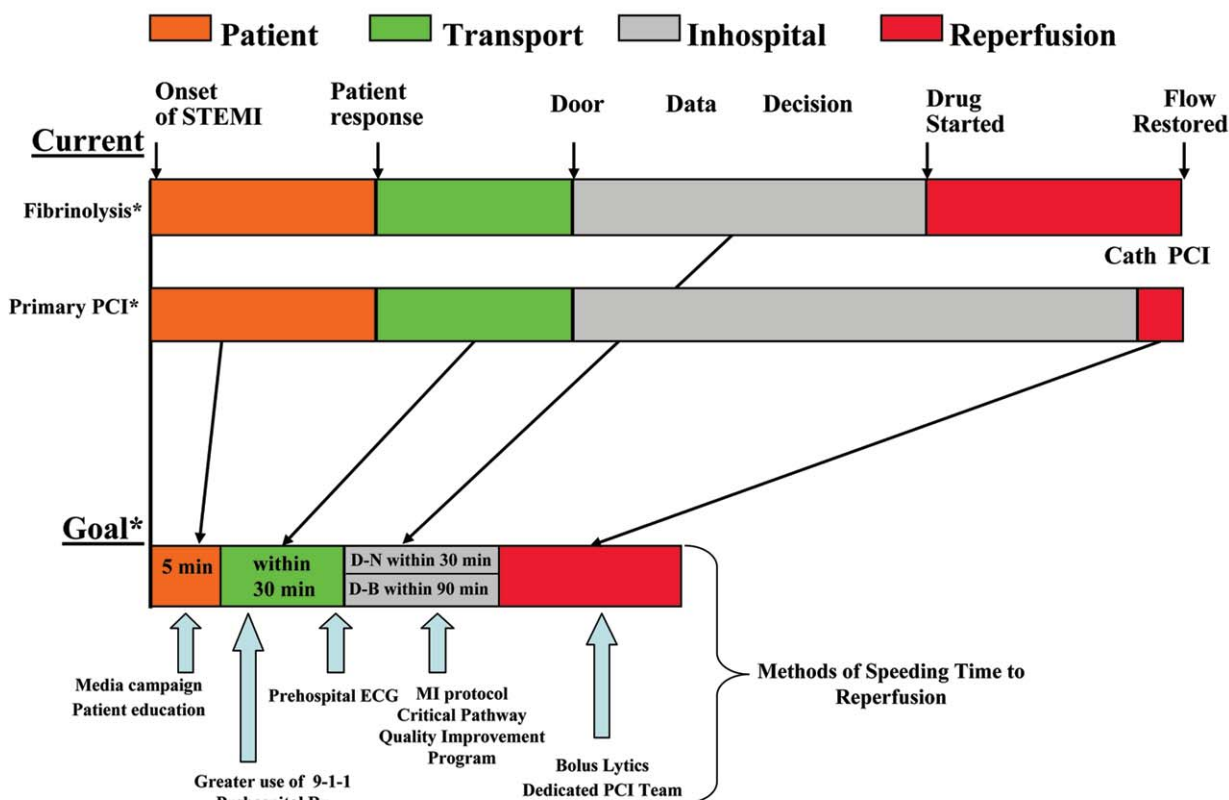 Patient Transport Inhospital Reperfusion
Onset
of STEMI
Patient
response
Door Data Decision
Drug
Started
Flow
Restored
Current
Fibrinolysis*
Cath PCI
Primary PCI*
Goal*
5 min
within
30 min
D-N within 30 min
D-B within 90 min
Media campaign
Patient education
Greater use of 9-1-1
Prehospital ECG
MI protocol
Critical Pathway
Quality Improvement
Program
Bolus Lytics
Dedicated PCI Team
Methods of Speeding Time to
Reperfusion